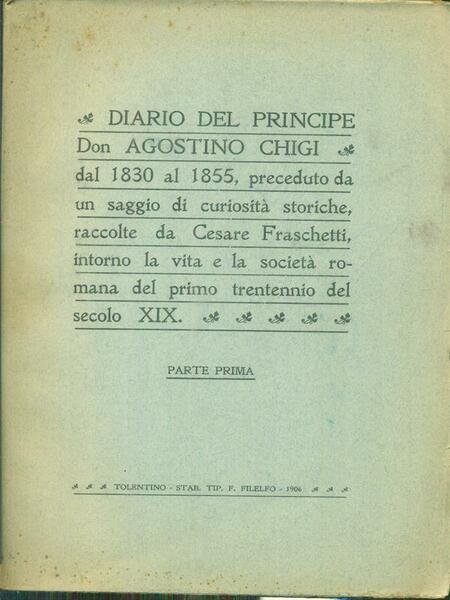 DIARIO DEL PRINCIPE
Don AGOSTINO CHIGI
dal 1830 al 1855, preceduto da
un saggio di curiosità storiche,
raccolte da Cesare Fraschetti,
intorno la vita e la società ro-
mana del primo trentennio del
secolo XIX.
PARTE PRIMA
TOLENTINO - STAB. TIP. F. FILELFO - 1906